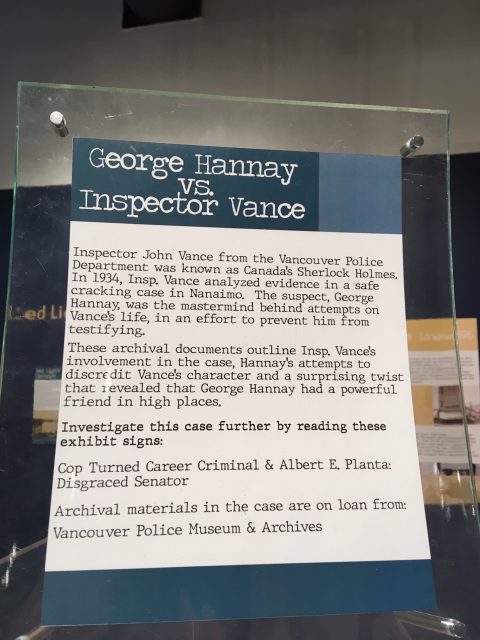 George Hannay
vs.
Inspector Vance
Inspector John Vance from the Vancouver Police
Department was known as Canada's Sherlock Holmes.
In 1934, Insp. Vance analyzed evidence in a safe
cracking case in Nanaimo. The suspect, George
Hannay, was the mastermind behind attempts on
Vance's life, in an effort to prevent him from
testifying.
These archival documents outline Insp. Vance's
involvement in the case, Hannay's attempts to
discredit Vance's character and a surprising twist
that revealed that George Hannay had a powerful
friend in high places.
Investigate this case further by reading these
exhibit signs:
Cop Turned Career Criminal & Albert E. Planta:
Disgraced Senator
Archival materials in the case are on loan from:
Vancouver Police Museum & Archives